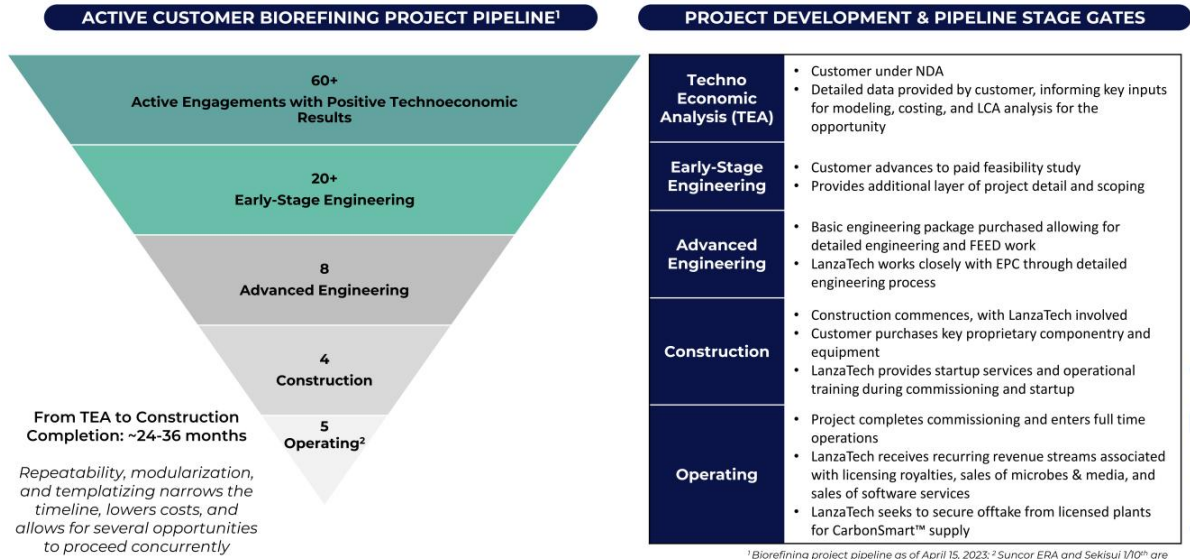 ACTIVE CUSTOMER BIOREFINING PROJECT PIPELINE¹
60+
Active Engagements with Positive Technoeconomic
Results
20+
Early-Stage Engineering
8
Advanced Engineering
4
Construction
5
Operating²
From TEA to Construction
Completion: ~24-36 months
Repeatability, modularization,
and templatizing narrows the
timeline, lowers costs, and
allows for several opportunities
to proceed concurrently
PROJECT DEVELOPMENT & PIPELINE STAGE GATES
Techno
Economic
Analysis (TEA)
• Customer under NDA
• Detailed data provided by customer, informing key inputs
for modeling, costing, and LCA analysis for the
opportunity
Early-Stage
Engineering
• Customer advances to paid feasibility study
• Provides additional layer of project detail and scoping
Advanced
Engineering
• Basic engineering package purchased allowing for
detailed engineering and FEED work
• LanzaTech works closely with EPC through detailed
engineering process
Construction
• Construction commences, with LanzaTech involved
• Customer purchases key proprietary componentry and
equipment
• LanzaTech provides startup services and operational
training during commissioning and startup
Operating
• Project completes commissioning and enters full time
operations
• LanzaTech receives recurring revenue streams associated
with licensing royalties, sales of microbes & media, and
sales of software services
• LanzaTech seeks to secure offtake from licensed plants
for CarbonSmart™ supply
¹ Biorefining project pipeline as of April 15, 2023; ² Suncor ERA and Sekisui 1/10th are